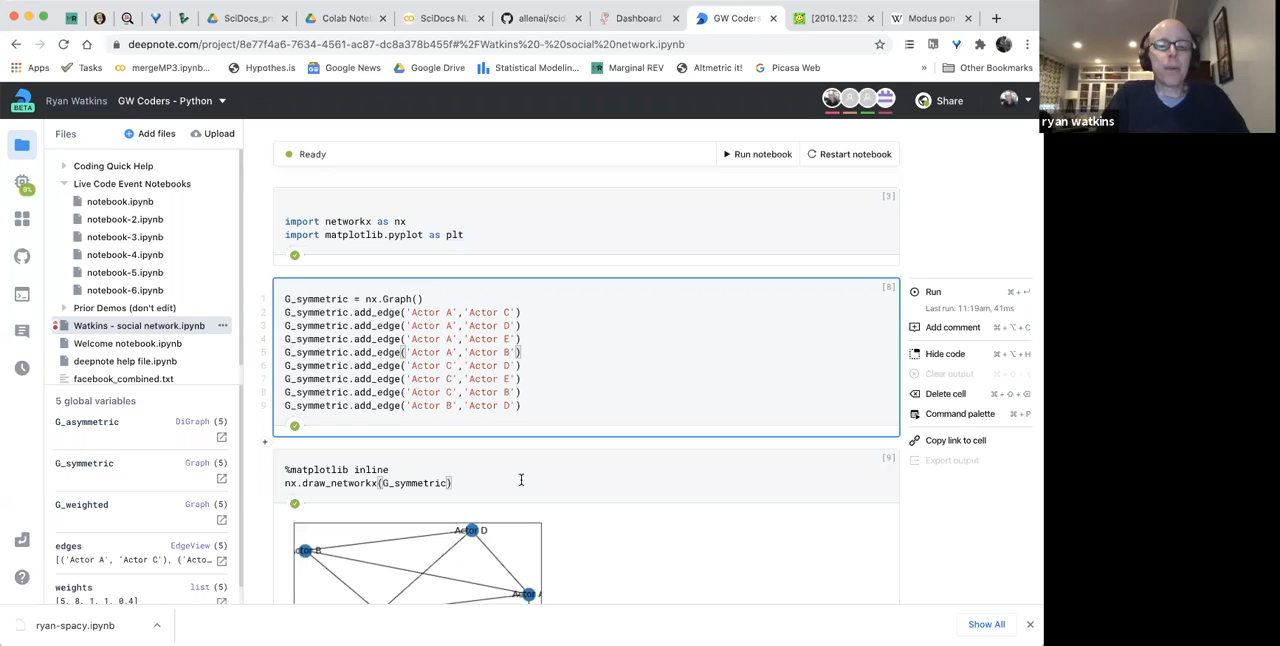 SciDocs_pro
Colab Note
SciDocs NL
allenai/scid
Dashboard
GW Coders
[2010.1232
Modus pon
deepnote.com/project/8e77f4a6-7634-4561-ac87-dc8a378b455f#%2FWatkins%20-%20social%20network.ipynb
Apps
Tasks
mergeMP3.ipynb...
Hypothes.is
Google News
Google Drive
Statistical Modelin...
Marginal REV
Altmetric it!
Picasa Web
»
Other Bookmarks
BETA
Ryan Watkins
GW Coders - Python
Share
ryan watkins
Files
Add files
Upload
Coding Quick Help
Live Code Event Notebooks
notebook.ipynb
notebook-2.ipynb
notebook-3.ipynb
notebook-4.ipynb
notebook-5.ipynb
notebook-6.ipynb
Prior Demos (don't edit)
Watkins - social network.ipynb
Welcome notebook.ipynb
deepnote help file.ipynb
facebook_combined.txt
5 global variables
G_asymmetric DiGraph (5)
G_symmetric Graph (5)
G_weighted Graph (5)
edges EdgeView (5)
[('Actor A', 'Actor C'), ('Acto...
weights list (5)
[5, 8, 1, 1, 0.4]
Ready
Run notebook
Restart notebook
[3]
import networkx as nx
import matplotlib.pyplot as plt
[8]
1 G_symmetric = nx.Graph()
2 G_symmetric.add_edge('Actor A','Actor C')
3 G_symmetric.add_edge('Actor A','Actor D')
4 G_symmetric.add_edge('Actor A','Actor E')
5 G_symmetric.add_edge('Actor A','Actor B')
6 G_symmetric.add_edge('Actor C','Actor D')
7 G_symmetric.add_edge('Actor C','Actor E')
8 G_symmetric.add_edge('Actor C','Actor B')
9 G_symmetric.add_edge('Actor B','Actor D')
[9]
%matplotlib inline
nx.draw_networkx(G_symmetric)
Actor D
ctor B
Actor A
Run ⌘+↵
Last run: 11:19am, 41ms
Add comment ⌘+⌥+C
Hide code ⌘+⌥+H
Clear output
Delete cell ⌘+⇧+⌫
Command palette ⌘+P
Copy link to cell
Export output
ryan-spacy.ipynb
Show All